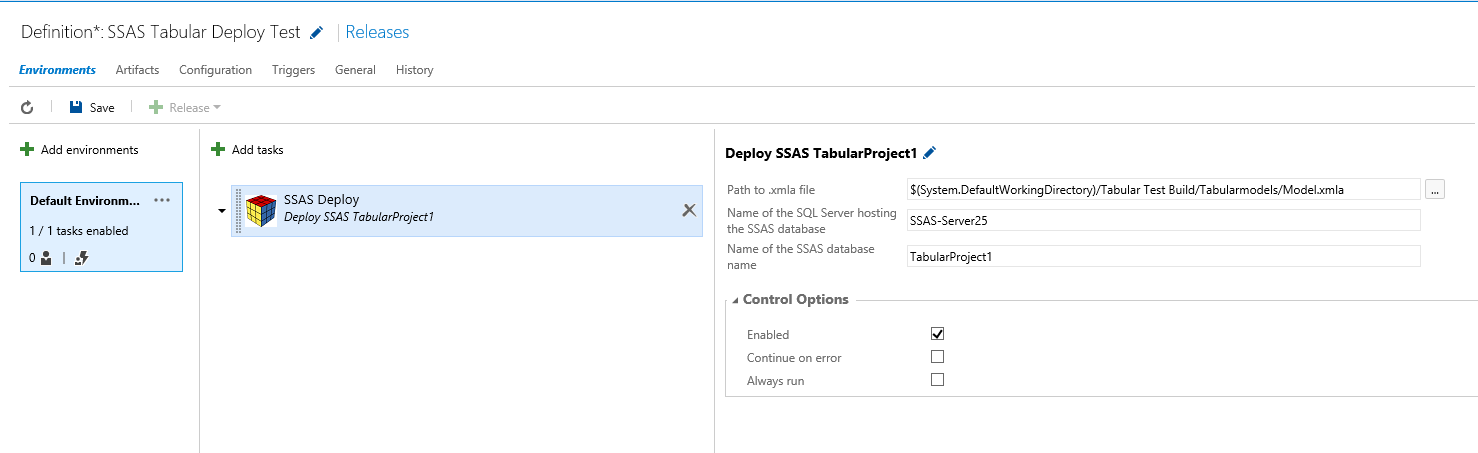 Definition*: SSAS Tabular Deploy Test | Releases
Environments Artifacts Configuration Triggers General History
Save Release
Add environments
Default Environm... ...
1 / 1 tasks enabled
0 |
Add tasks
SSAS Deploy
Deploy SSAS TabularProject1
Deploy SSAS TabularProject1
Path to .xmla file $(System.DefaultWorkingDirectory)/Tabular Test Build/Tabularmodels/Model.xmla ...
Name of the SQL Server hosting
the SSAS database SSAS-Server25
Name of the SSAS database
name TabularProject1
Control Options
Enabled
Continue on error
Always run